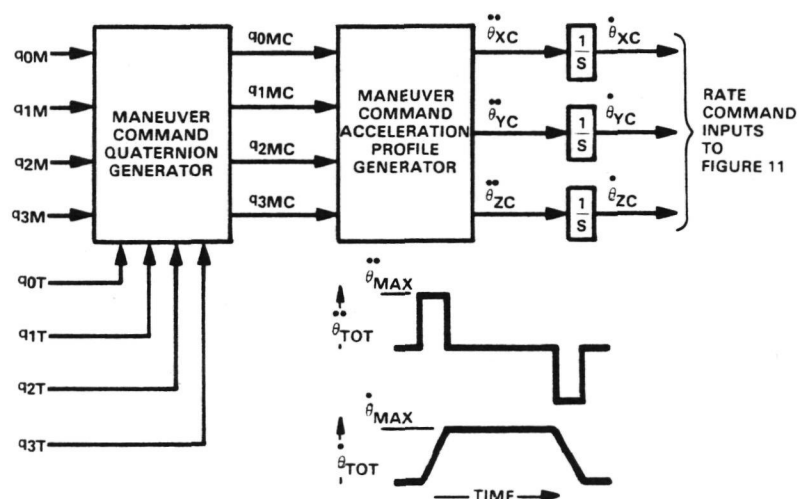 q0M
q1M
q2M
q3M
MANEUVER
COMMAND
QUATERNION
GENERATOR
q0MC
q1MC
q2MC
q3MC
MANEUVER
COMMAND
ACCELERATION
PROFILE
GENERATOR
θ̈XC
θ̈YC
θ̈ZC
1
S
1
S
1
S
θ̇XC
θ̇YC
θ̇ZC
RATE
COMMAND
INPUTS
TO
FIGURE 11
q0T
q1T
q2T
q3T
θ̈MAX
θ̈TOT
θ̇MAX
θ̇TOT
TIME